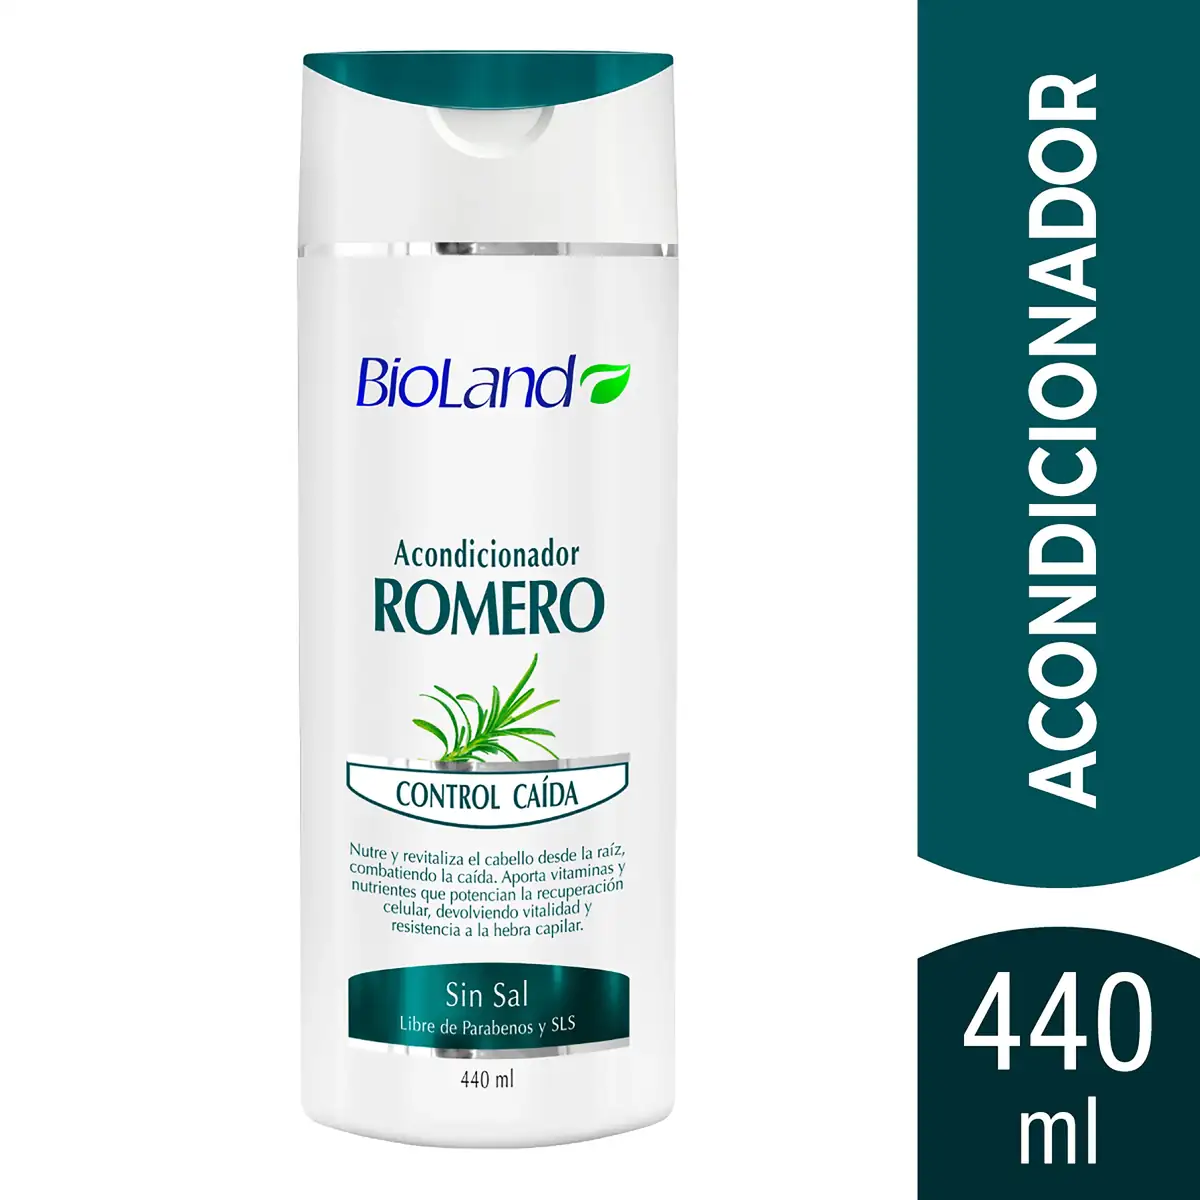 BioLand
Acondicionador
ROMERO
CONTROL CAÍDA
Nutre y revitaliza el cabello desde la raíz,
combatiendo la caída. Aporta vitaminas y
nutrientes que potencian la recuperación
celular, devolviendo vitalidad y
resistencia a la hebra capilar.
Sin Sal
Libre de Parabenos y SLS
440 ml
ACONDICIONADOR
440
ml